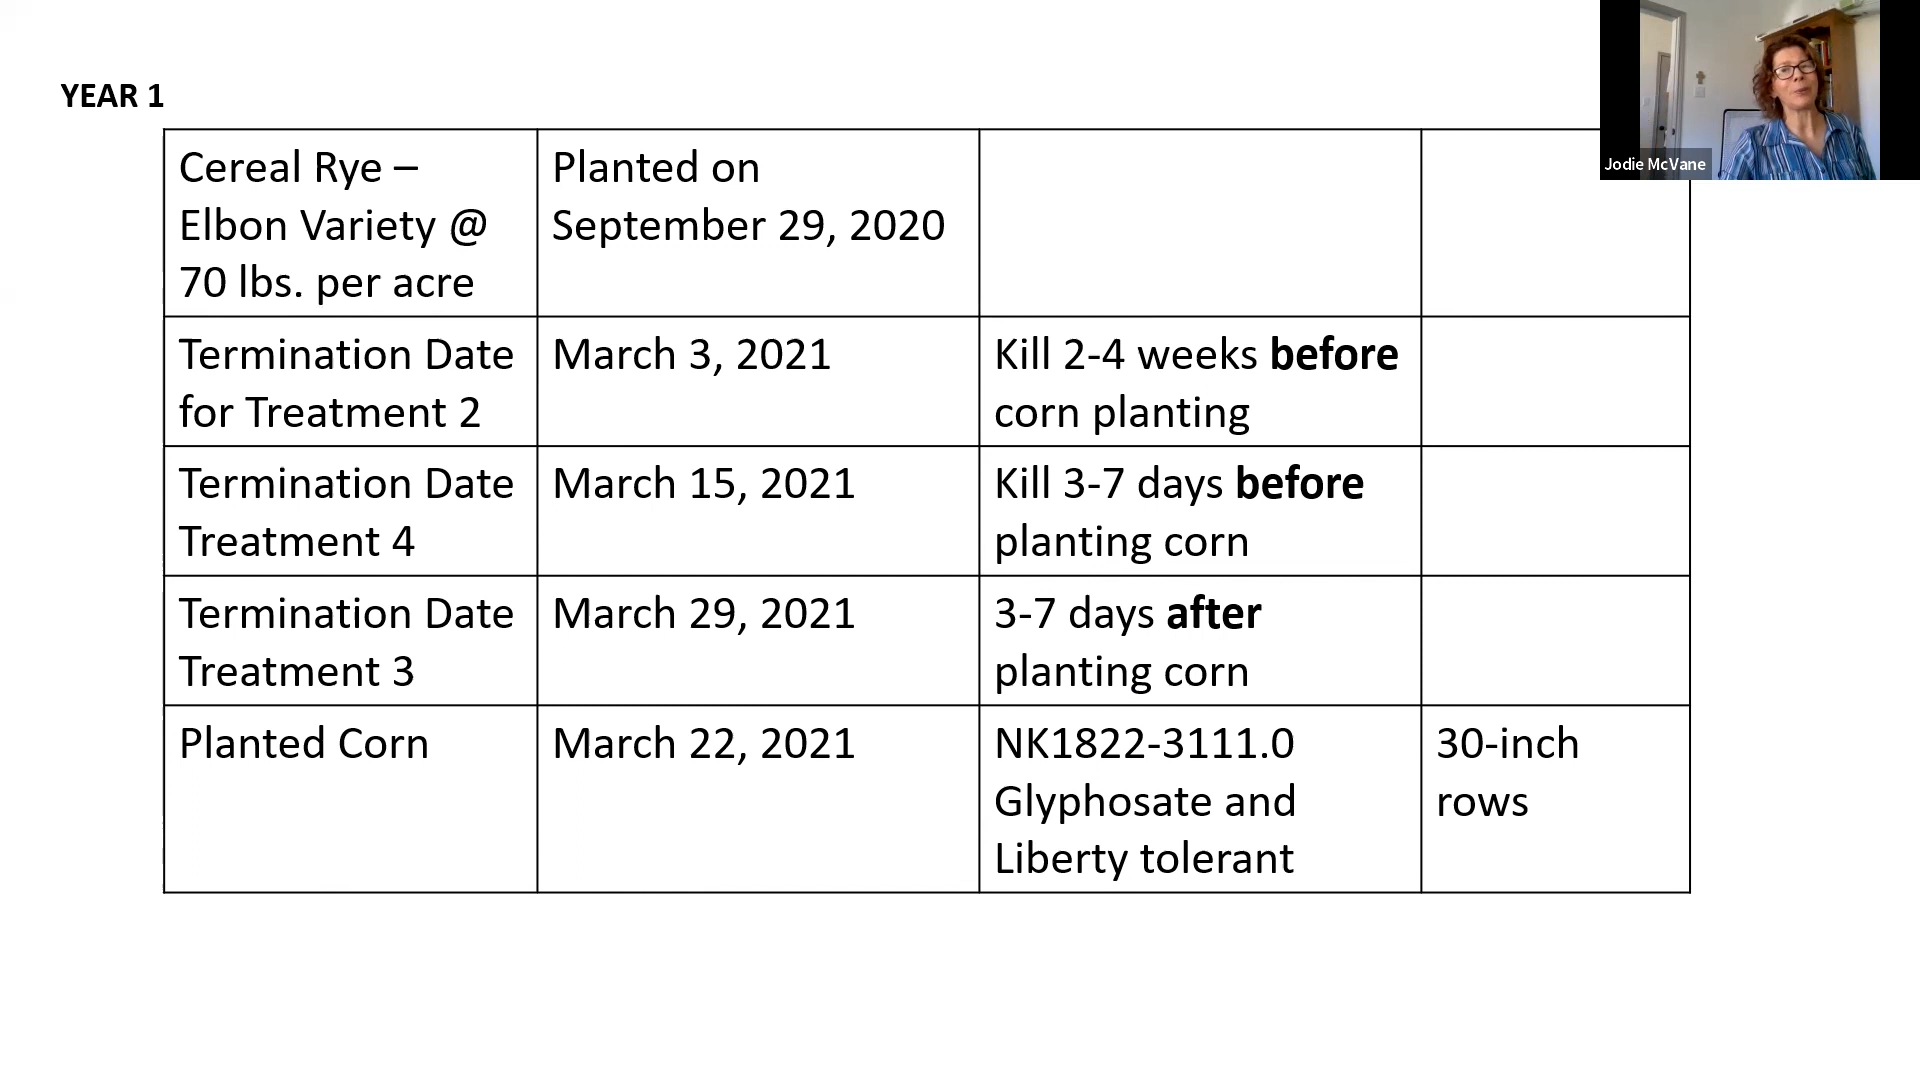 YEAR 1
Cereal Rye –
Elbon Variety @
70 lbs. per acre
Planted on
September 29, 2020
Termination Date
for Treatment 2
March 3, 2021
Kill 2-4 weeks before
corn planting
Termination Date
Treatment 4
March 15, 2021
Kill 3-7 days before
planting corn
Termination Date
Treatment 3
March 29, 2021
3-7 days after
planting corn
Planted Corn
March 22, 2021
NK1822-3111.0
Glyphosate and
Liberty tolerant
30-inch
rows
Jodie McVane